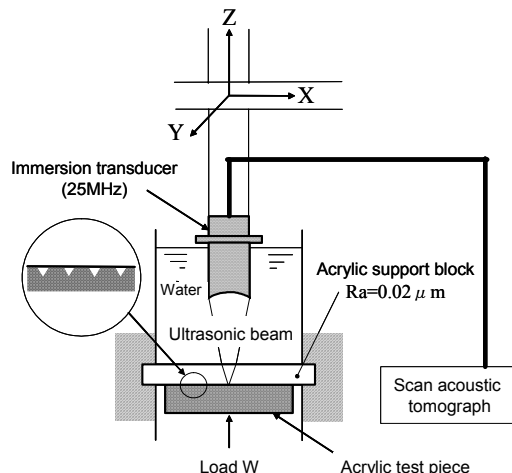 Z
X
Y
Immersion transducer
(25MHz)
Water
Acrylic support block
Ra=0.02 μ m
Ultrasonic beam
Scan acoustic
tomograph
Load W
Acrylic test piece